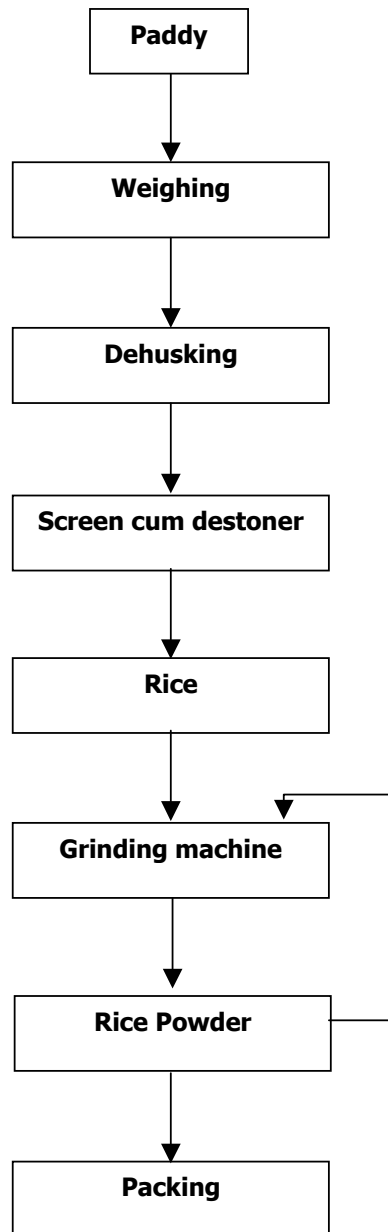 Paddy
Weighing
Dehusking
Screen cum destoner
Rice
Grinding machine
Rice Powder
Packing